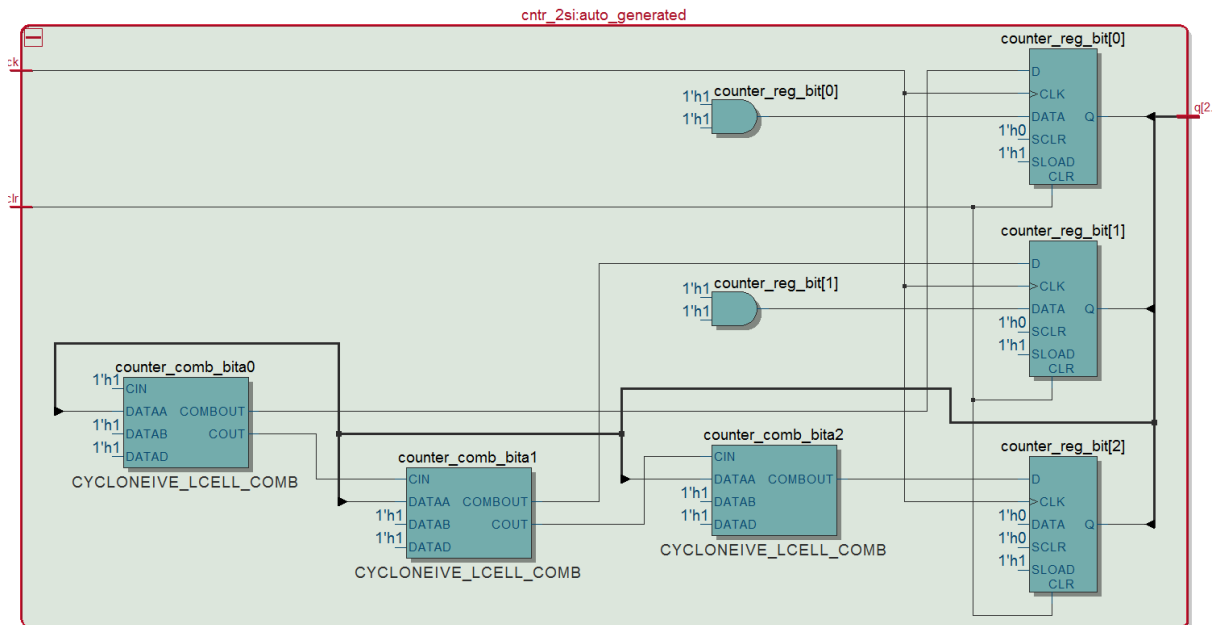 cntr_2si:auto_generated
counter_reg_bit[0]
ck
D
counter_reg_bit[0]
1'h1
1'h1
>CLK
DATA Q
1'h0
SCLR
1'h1
SLOAD
CLR
clr
q[2.
counter_reg_bit[1]
D
counter_reg_bit[1]
1'h1
1'h1
>CLK
DATA Q
1'h0
SCLR
1'h1
SLOAD
CLR
counter_comb_bita0
1'h1
CIN
DATAA COMBOUT
1'h1
DATAB COUT
1'h1
DATAD
CYCLONEIVE_LCELL_COMB
counter_comb_bita1
CIN
DATAA COMBOUT
1'h1
DATAB COUT
1'h1
DATAD
CYCLONEIVE_LCELL_COMB
counter_comb_bita2
CIN
DATAA COMBOUT
1'h1
DATAB
1'h1
DATAD
CYCLONEIVE_LCELL_COMB
counter_reg_bit[2]
D
>CLK
1'h0
DATA Q
1'h0
SCLR
1'h1
SLOAD
CLR